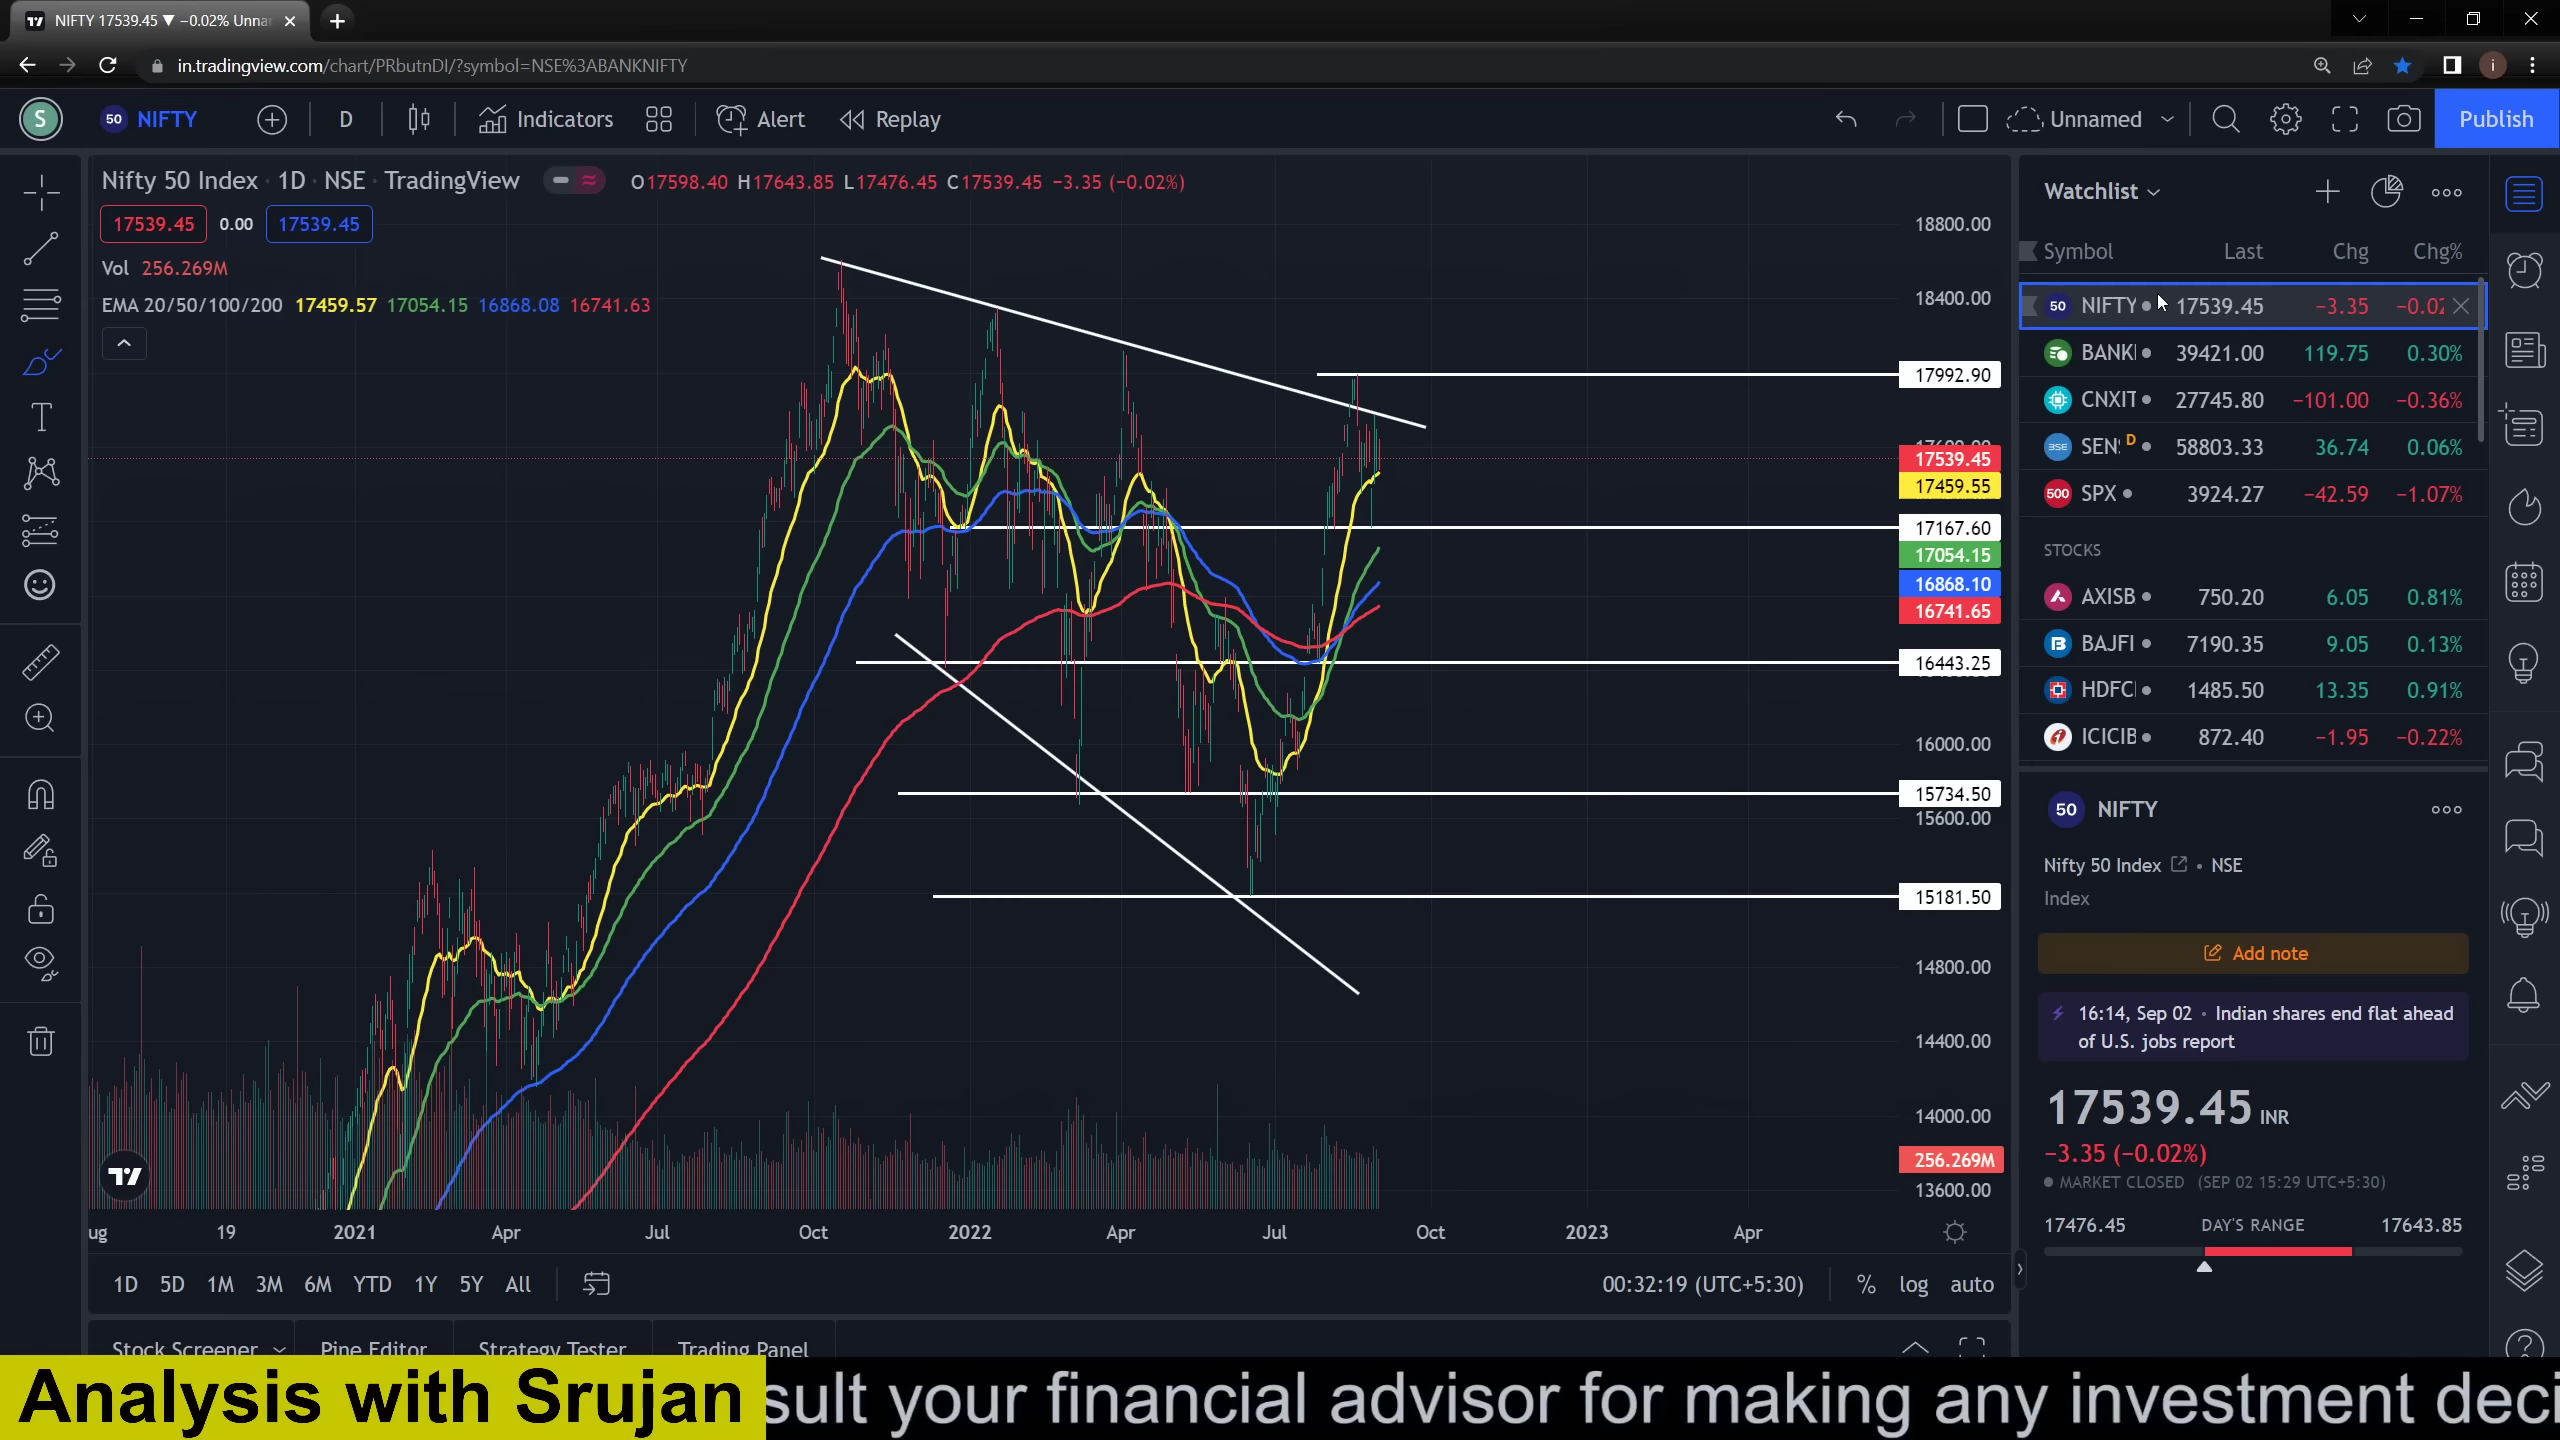 NIFTY 17539.45 ▼ −0.02% Unna
in.tradingview.com/chart/PRbutnDI/?symbol=NSE%3ABANKNIFTY
S 50 NIFTY D Indicators Alert Replay Unnamed Publish
Nifty 50 Index · 1D · NSE · TradingView O17598.40 H17643.85 L17476.45 C17539.45 −3.35 (−0.02%)
17539.45 0.00 17539.45
Vol 256.269M
EMA 20/50/100/200 17459.57 17054.15 16868.08 16741.63
18800.00
18400.00
17992.90
17539.45
17459.55
17167.60
17054.15
16868.10
16741.65
16443.25
16000.00
15734.50
15600.00
15181.50
14800.00
14400.00
14000.00
256.269M
13600.00
ug 19 2021 Apr Jul Oct 2022 Apr Jul Oct 2023 Apr
1D 5D 1M 3M 6M YTD 1Y 5Y All 00:32:19 (UTC+5:30) % log auto
Stock Screener Pine Editor Strategy Tester Trading Panel
Watchlist
Symbol Last Chg Chg%
50 NIFTY 17539.45 −3.35 −0.02
BANKI 39421.00 119.75 0.30%
CNXIT 27745.80 −101.00 −0.36%
BSE SEN: D 58803.33 36.74 0.06%
500 SPX 3924.27 −42.59 −1.07%
STOCKS
AXISB 750.20 6.05 0.81%
BAJFI 7190.35 9.05 0.13%
HDFC 1485.50 13.35 0.91%
ICICIB 872.40 −1.95 −0.22%
50 NIFTY
Nifty 50 Index • NSE
Index
Add note
16:14, Sep 02 · Indian shares end flat ahead
of U.S. jobs report
17539.45 INR
−3.35 (−0.02%)
MARKET CLOSED (SEP 02 15:29 UTC+5:30)
17476.45 DAY'S RANGE 17643.85
Analysis with Srujan sult your financial advisor for making any investment deci